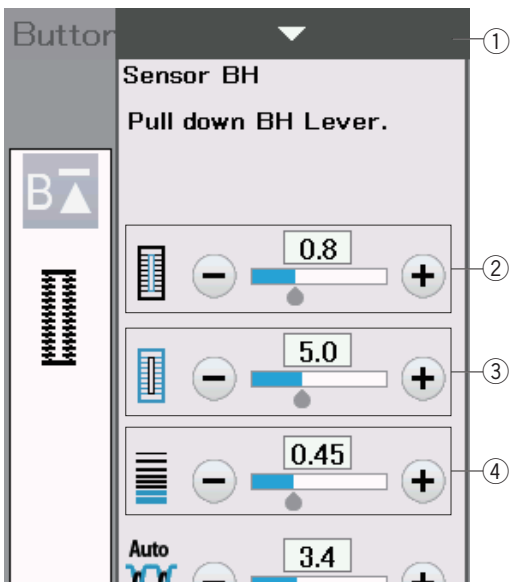 Button
①
Sensor BH
Pull down BH Lever.
B
0.8
②
5.0
③
0.45
④
Auto
3.4